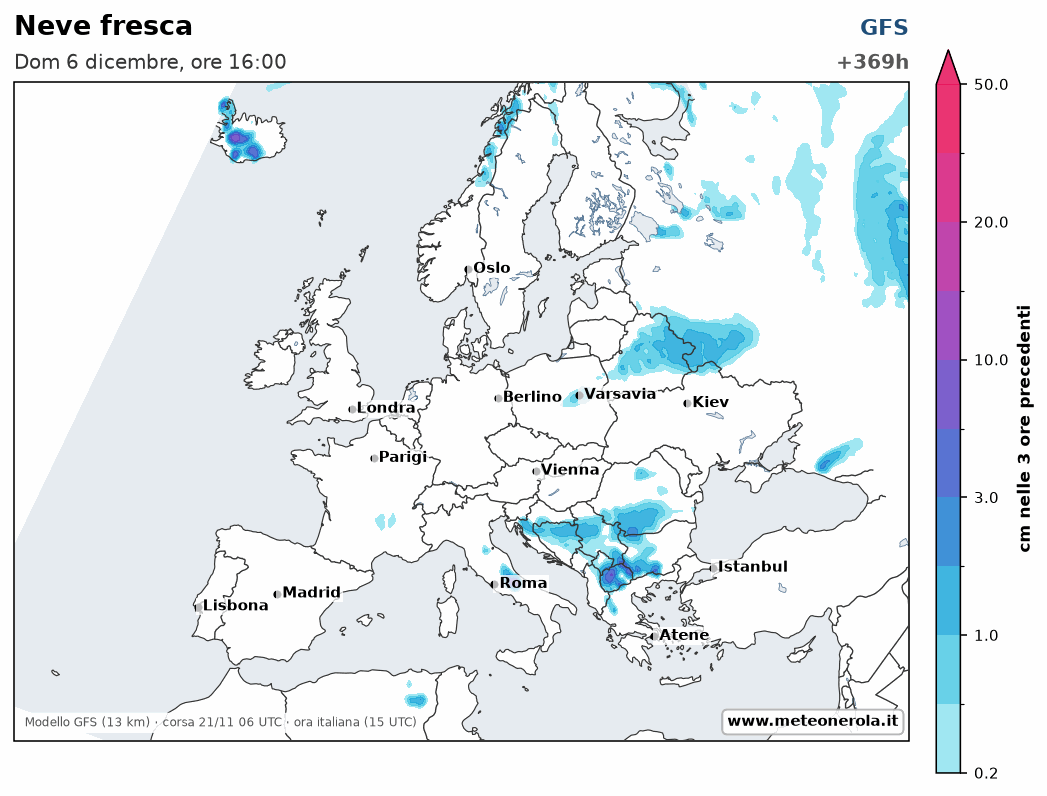 Neve fresca
GFS
Dom 6 dicembre, ore 16:00
+369h
50.0
20.0
10.0
3.0
1.0
0.2
cm nelle 3 ore precedenti
Oslo
Berlino
Varsavia
Kiev
Londra
Parigi
Vienna
Istanbul
Roma
Madrid
Lisbona
Atene
Modello GFS (13 km) · corsa 21/11 06 UTC · ora italiana (15 UTC)
www.meteonerola.it